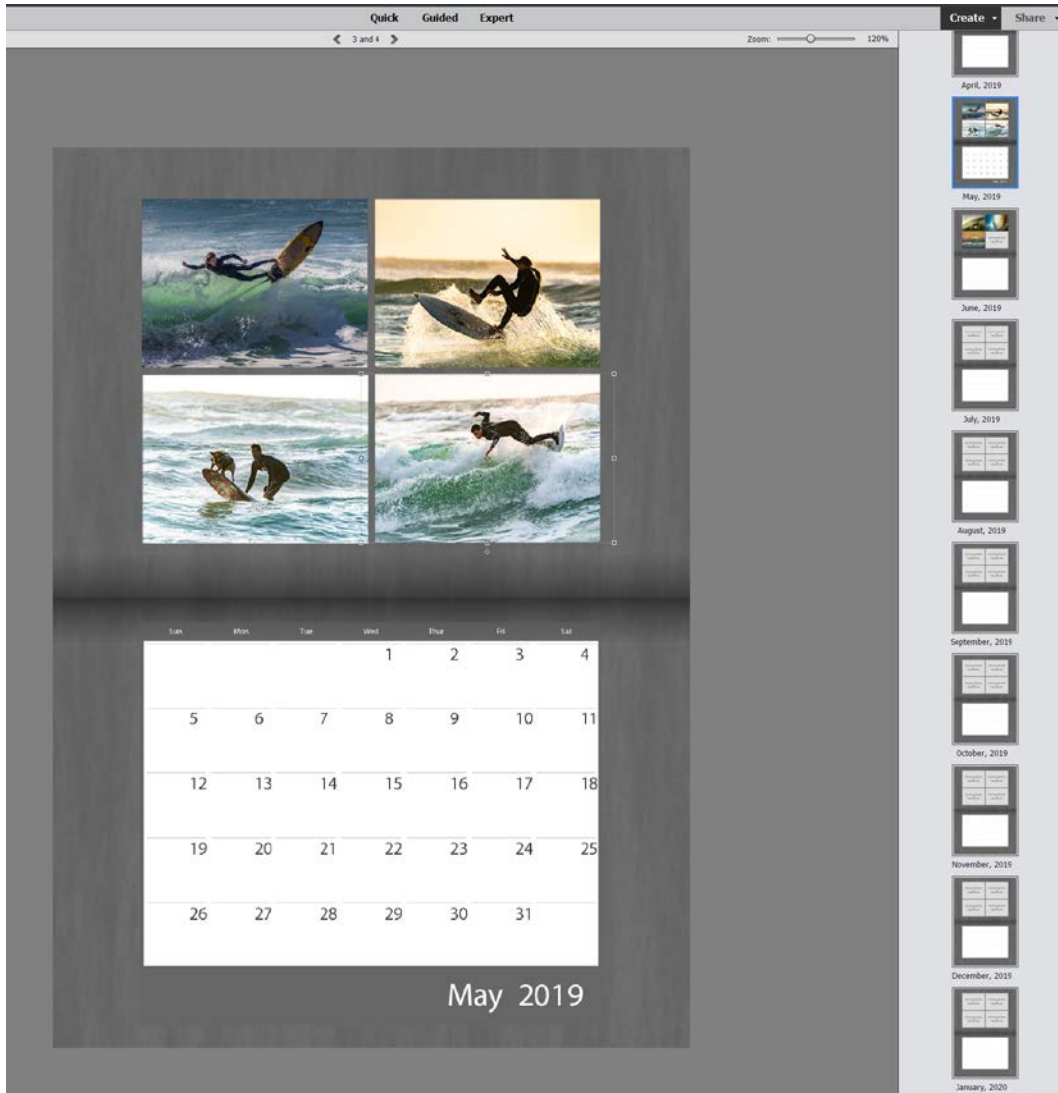 Quick Guided Expert Create Share
3 and 4 Zoom: 120%
April, 2019
May, 2019
June, 2019
July, 2019
August, 2019
September, 2019
October, 2019
November, 2019
December, 2019
January, 2020
Sun Mon Tue Wed Thur Fri Sat
1 2 3 4
5 6 7 8 9 10 11
12 13 14 15 16 17 18
19 20 21 22 23 24 25
26 27 28 29 30 31
May 2019